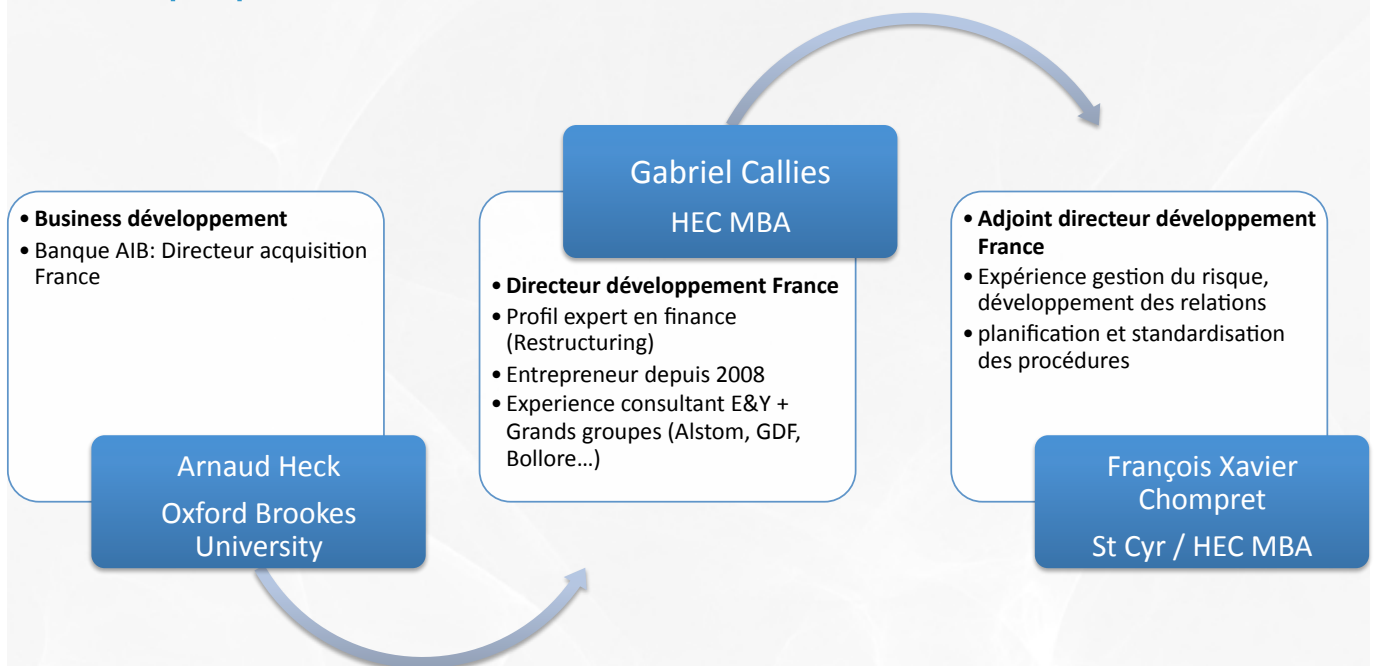 • Business développement
• Banque AIB: Directeur acquisition
France
Arnaud Heck
Oxford Brookes
University
Gabriel Callies
HEC MBA
• Directeur développement France
• Profil expert en finance
(Restructuring)
• Entrepreneur depuis 2008
• Experience consultant E&Y +
Grands groupes (Alstom, GDF,
Bollore...)
• Adjoint directeur développement
France
• Expérience gestion du risque,
développement des relations
• planification et standardisation
des procédures
François Xavier
Chompret
St Cyr / HEC MBA